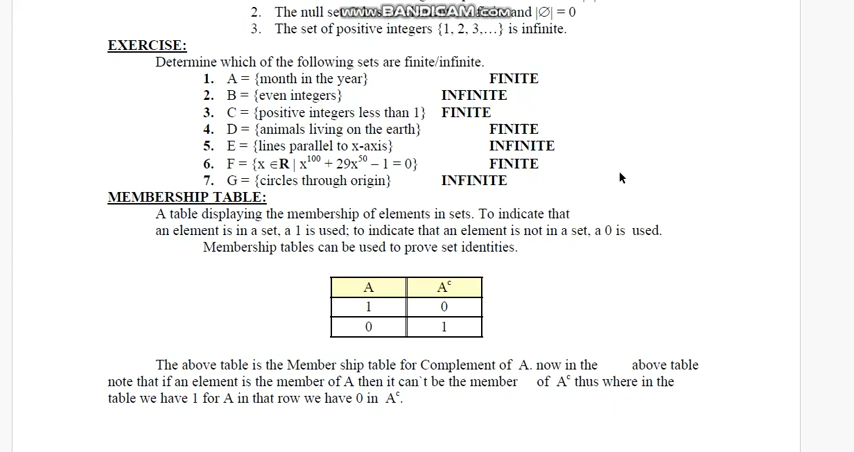 2. The null se www.BANDICAM.com and |∅| = 0
3. The set of positive integers {1, 2, 3,…} is infinite.
EXERCISE:
Determine which of the following sets are finite/infinite.
1. A = {month in the year} FINITE
2. B = {even integers} INFINITE
3. C = {positive integers less than 1} FINITE
4. D = {animals living on the earth} FINITE
5. E = {lines parallel to x-axis} INFINITE
6. F = {x ∈R | x¹⁰⁰ + 29x⁵⁰ – 1 = 0} FINITE
7. G = {circles through origin} INFINITE
MEMBERSHIP TABLE:
A table displaying the membership of elements in sets. To indicate that
an element is in a set, a 1 is used; to indicate that an element is not in a set, a 0 is used.
Membership tables can be used to prove set identities.
A Aᶜ
1 0
0 1
The above table is the Member ship table for Complement of A. now in the above table
note that if an element is the member of A then it can`t be the member of Aᶜ thus where in the
table we have 1 for A in that row we have 0 in Aᶜ.